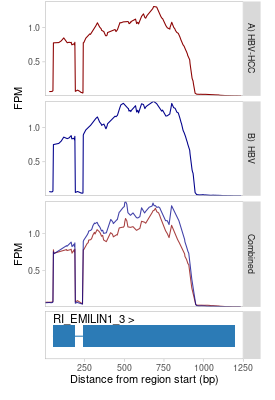 1.0
0.5
A) HBV-HCC
FPM
1.0
0.5
B) HBV
1.0
0.5
FPM
Combined
RI_EMILIN1_3 >
250 500 750 1000 1250
Distance from region start (bp)